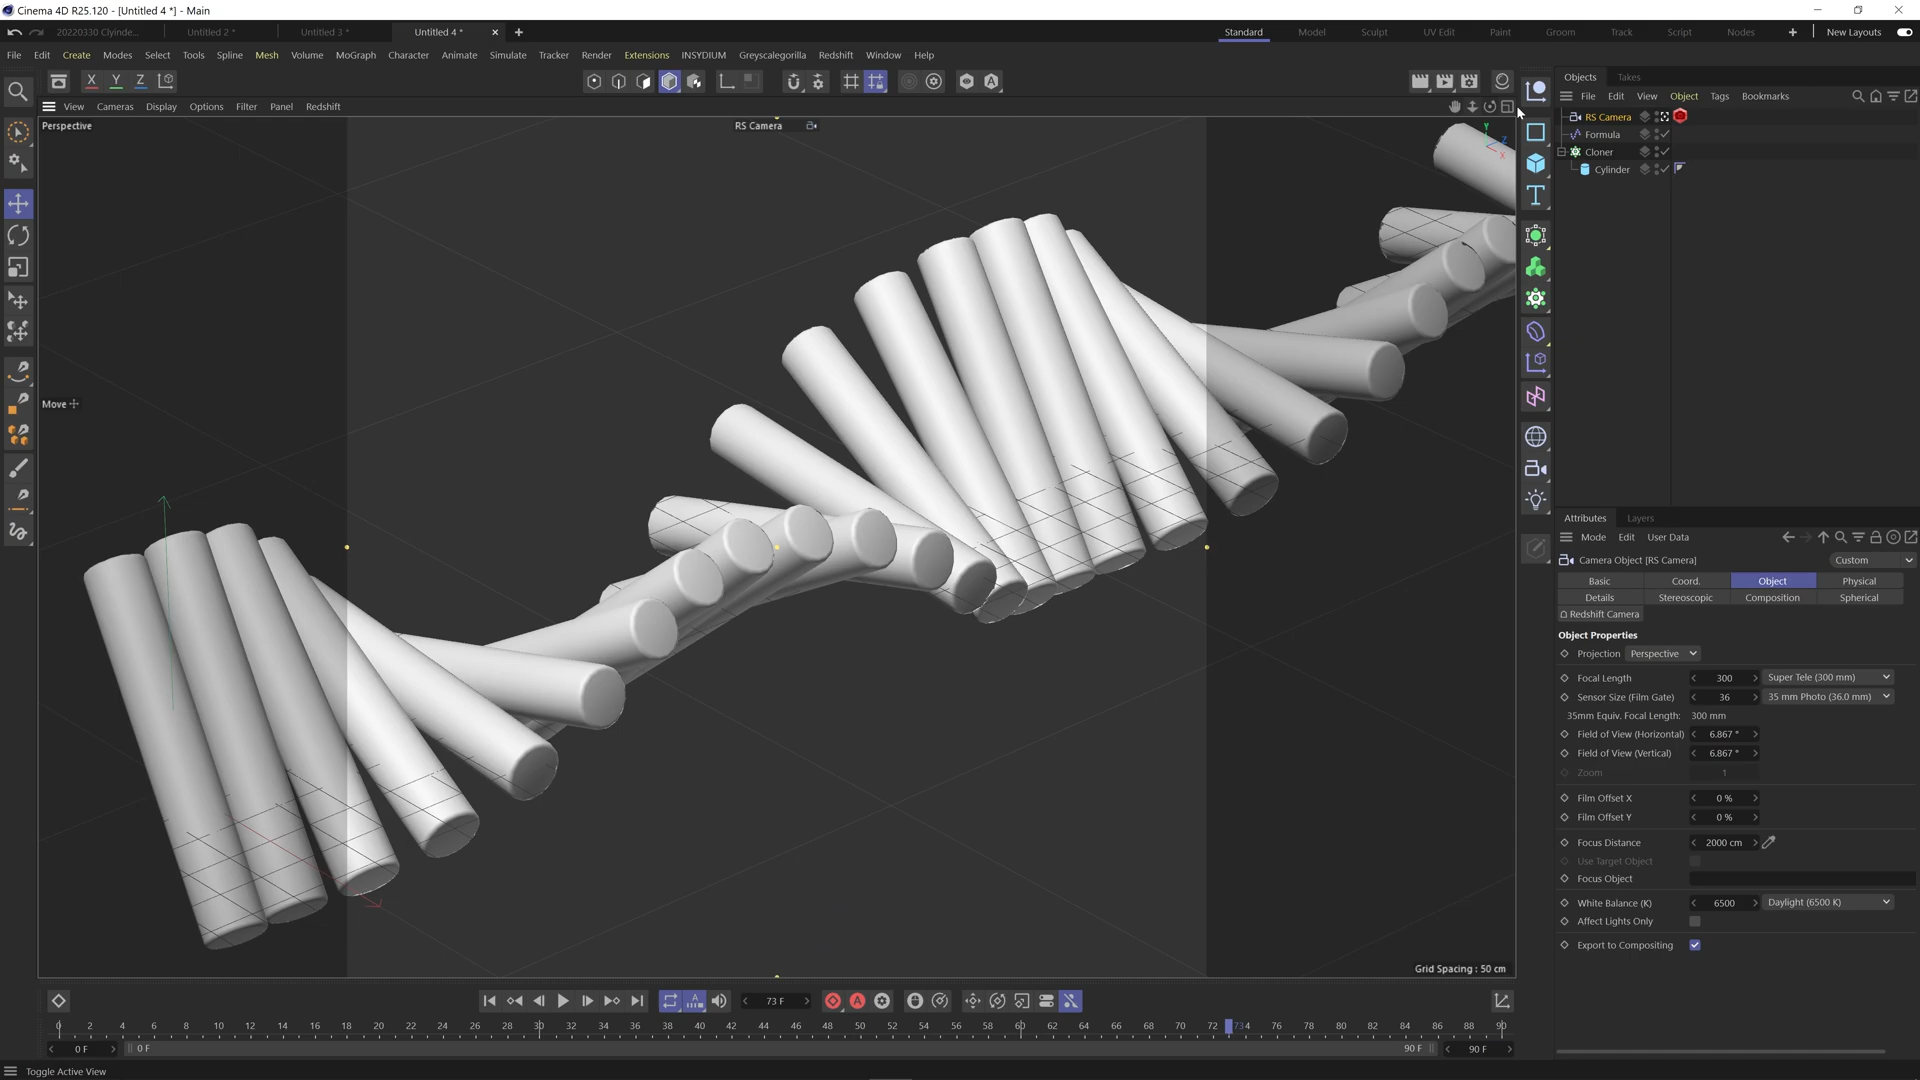 Cinema 4D R25.120 - [Untitled 4 *] - Main
20220330 Clyinde...
Untitled 2 *
Untitled 3 *
Untitled 4 *
Standard
Model
Sculpt
UV Edit
Paint
Groom
Track
Script
Nodes
New Layouts
File Edit Create Modes Select Tools Spline Mesh Volume MoGraph Character Animate Simulate Tracker Render Extensions INSYDIUM Greyscalegorilla Redshift Window Help
X Y Z
View Cameras Display Options Filter Panel Redshift
Perspective
RS Camera
Y
Z
X
Move
Grid Spacing : 50 cm
Objects Takes
File Edit View Object Tags Bookmarks
RS Camera
Formula
Cloner
Cylinder
Attributes Layers
Mode Edit User Data
Camera Object [RS Camera]
Custom
Basic Coord. Object Physical
Details Stereoscopic Composition Spherical
Redshift Camera
Object Properties
Projection Perspective
Focal Length 300 Super Tele (300 mm)
Sensor Size (Film Gate) 36 35 mm Photo (36.0 mm)
35mm Equiv. Focal Length: 300 mm
Field of View (Horizontal) 6.867 °
Field of View (Vertical) 6.867 °
Zoom 1
Film Offset X 0 %
Film Offset Y 0 %
Focus Distance 2000 cm
Use Target Object
Focus Object
White Balance (K) 6500 Daylight (6500 K)
Affect Lights Only
Export to Compositing
73 F
0 2 4 6 8 10 12 14 16 18 20 22 24 26 28 30 32 34 36 38 40 42 44 46 48 50 52 54 56 58 60 62 64 66 68 70 72 734 76 78 80 82 84 86 88 90
0 F
0 F
90 F
90 F
Toggle Active View